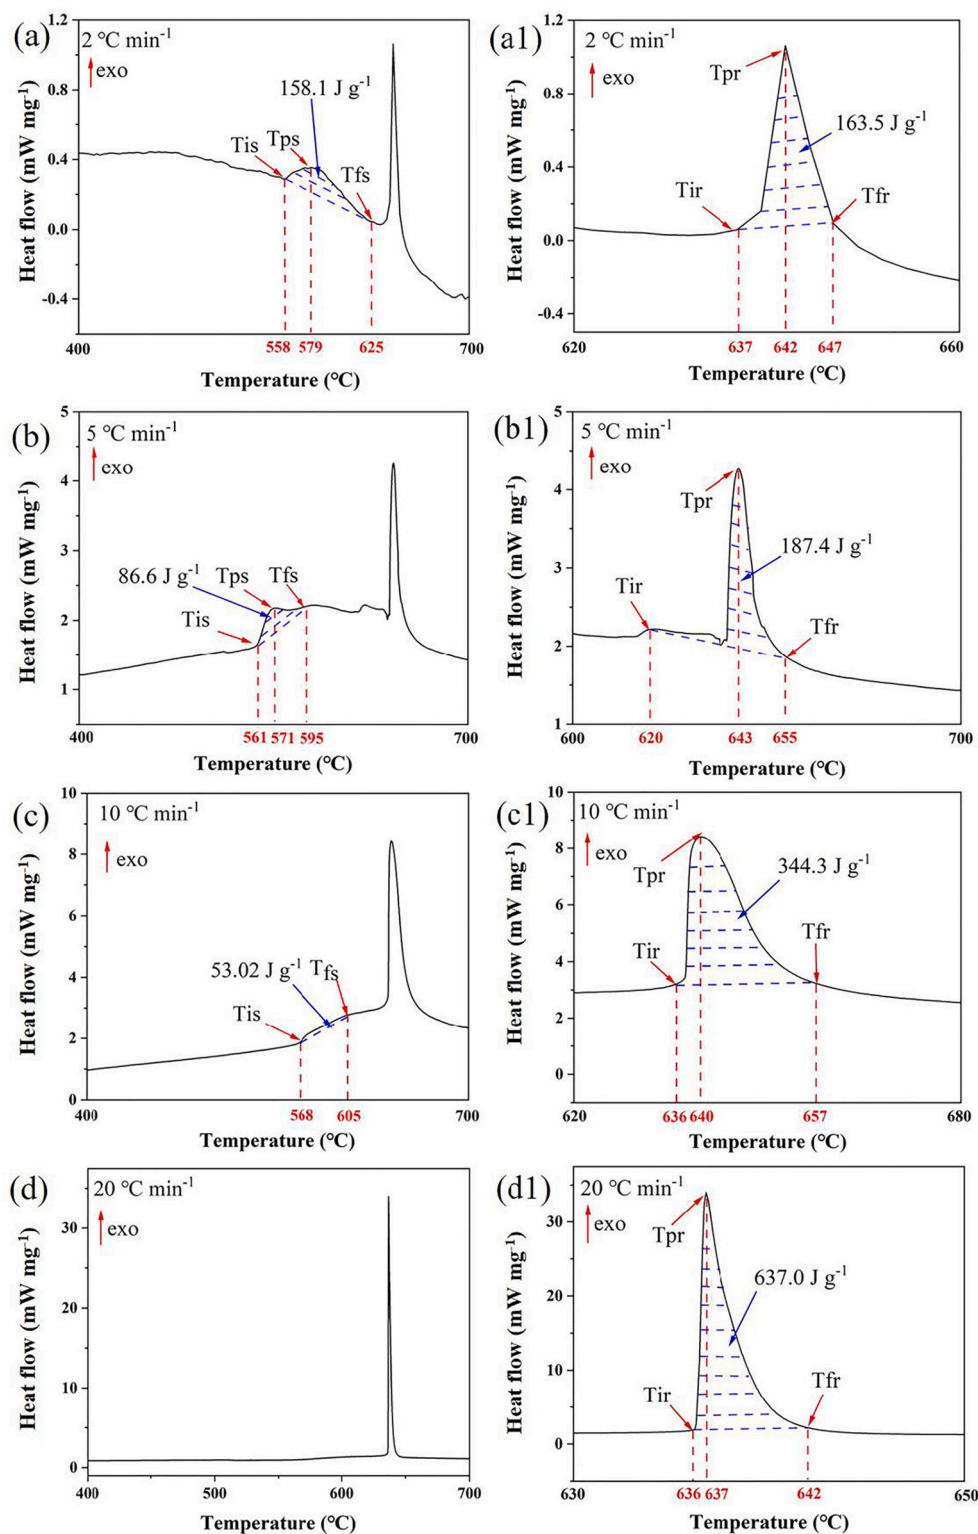 (a)
2 °C min-1
exo
158.1 J g-1
Tis
Tps
Tfs
1.2
0.8
0.4
0.0
-0.4
400
558
579
625
700
Heat flow (mW mg-1)
Temperature (°C)
(a1)
2 °C min-1
exo
Tpr
163.5 J g-1
Tir
Tfr
1.2
0.8
0.4
0.0
-0.4
620
637
642
647
660
Heat flow (mW mg-1)
Temperature (°C)
(b)
5 °C min-1
exo
86.6 J g-1
Tps
Tfs
Tis
5
4
3
2
1
400
561
571
595
700
Heat flow (mW mg-1)
Temperature (°C)
(b1)
5 °C min-1
exo
Tpr
187.4 J g-1
Tir
Tfr
5
4
3
2
1
600
620
643
655
700
Heat flow (mW mg-1)
Temperature (°C)
(c)
10 °C min-1
exo
53.02 J g-1
Tfs
Tis
10
8
6
4
2
0
400
568
605
700
Heat flow (mW mg-1)
Temperature (°C)
(c1)
10 °C min-1
exo
Tpr
344.3 J g-1
Tir
Tfr
10
8
6
4
2
0
620
636
640
657
680
Heat flow (mW mg-1)
Temperature (°C)
(d)
20 °C min-1
exo
30
20
10
0
400
500
600
700
Heat flow (mW mg-1)
Temperature (°C)
(d1)
20 °C min-1
exo
Tpr
637.0 J g-1
Tir
Tfr
30
20
10
0
630
636
637
642
650
Heat flow (mW mg-1)
Temperature (°C)